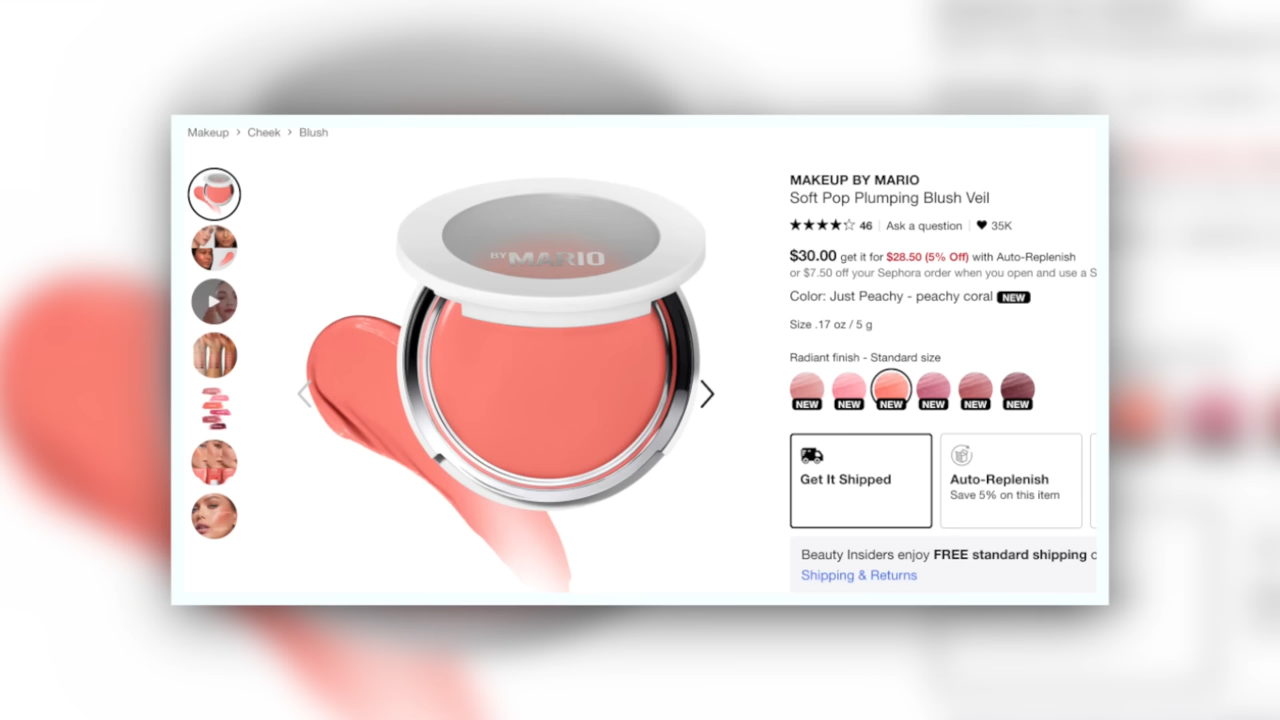 Makeup > Cheek > Blush
BY MARIO
MAKEUP BY MARIO
Soft Pop Plumping Blush Veil
46 | Ask a question | 35K
$30.00 get it for $28.50 (5% Off) with Auto-Replenish
or $7.50 off your Sephora order when you open and use a S
Color: Just Peachy - peachy coral NEW
Size .17 oz / 5 g
Radiant finish - Standard size
NEW NEW NEW NEW NEW NEW
Get It Shipped
Auto-Replenish
Save 5% on this item
Beauty Insiders enjoy FREE standard shipping
Shipping & Returns